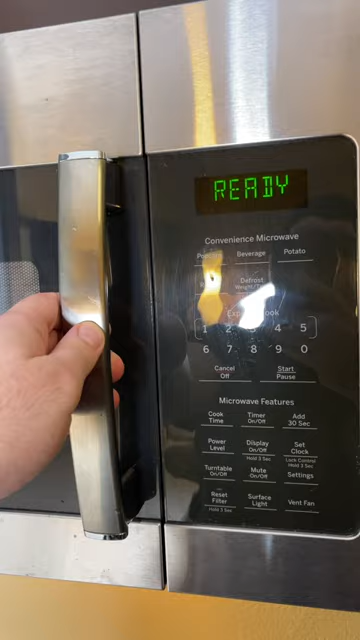 READY
Convenience Microwave
Beverage Potato
Defrost
Weight/
1 2 3 4 5
6 7 8 9 0
Cancel Start
Off Pause
Microwave Features
Cook Timer Add
Time On/Off 30 Sec
Power Display Set
Level On/Off Clock
Hold 3 Sec Lock Control
Hold 3 Sec
Turntable Mute Settings
On/Off On/Off
Reset Surface Vent Fan
Filter Light
Hold 3 Sec